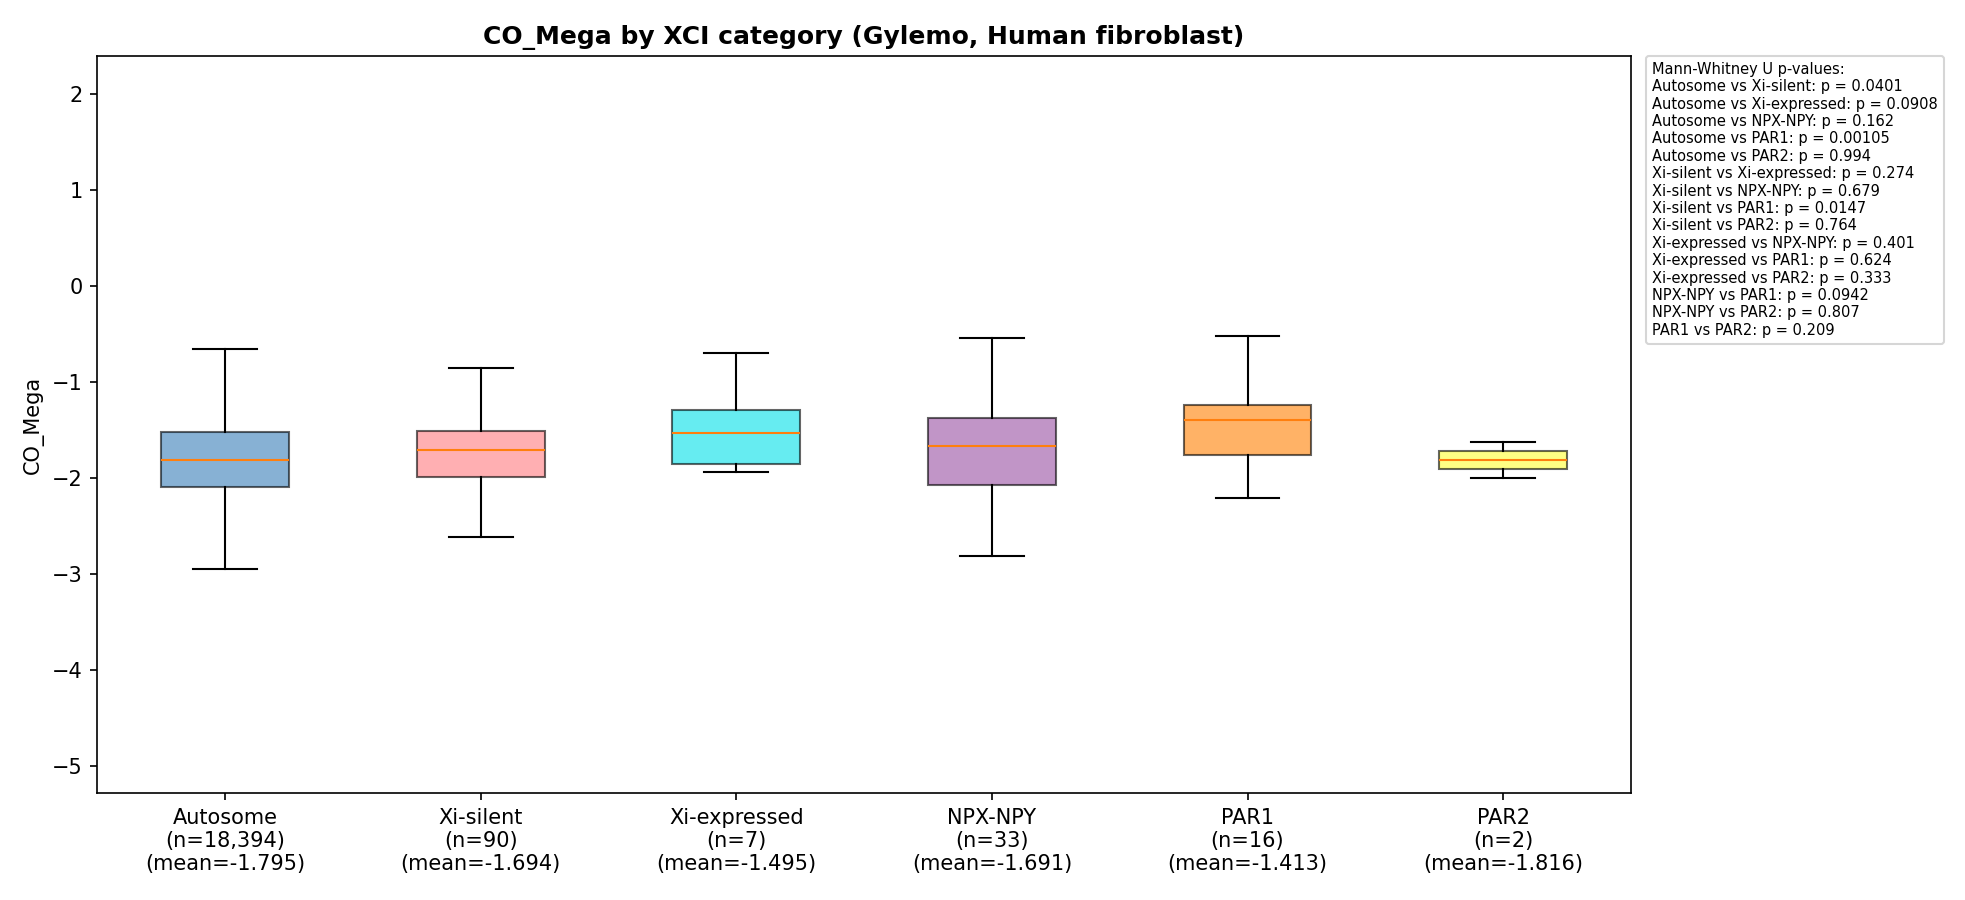 CO_Mega by XCI category (Gylemo, Human fibroblast)
CO_Mega
2
1
0
−1
−2
−3
−4
−5
Autosome
(n=18,394)
(mean=-1.795)
Xi-silent
(n=90)
(mean=-1.694)
Xi-expressed
(n=7)
(mean=-1.495)
NPX-NPY
(n=33)
(mean=-1.691)
PAR1
(n=16)
(mean=-1.413)
PAR2
(n=2)
(mean=-1.816)
Mann-Whitney U p-values:
Autosome vs Xi-silent: p = 0.0401
Autosome vs Xi-expressed: p = 0.0908
Autosome vs NPX-NPY: p = 0.162
Autosome vs PAR1: p = 0.00105
Autosome vs PAR2: p = 0.994
Xi-silent vs Xi-expressed: p = 0.274
Xi-silent vs NPX-NPY: p = 0.679
Xi-silent vs PAR1: p = 0.0147
Xi-silent vs PAR2: p = 0.764
Xi-expressed vs NPX-NPY: p = 0.401
Xi-expressed vs PAR1: p = 0.624
Xi-expressed vs PAR2: p = 0.333
NPX-NPY vs PAR1: p = 0.0942
NPX-NPY vs PAR2: p = 0.807
PAR1 vs PAR2: p = 0.209